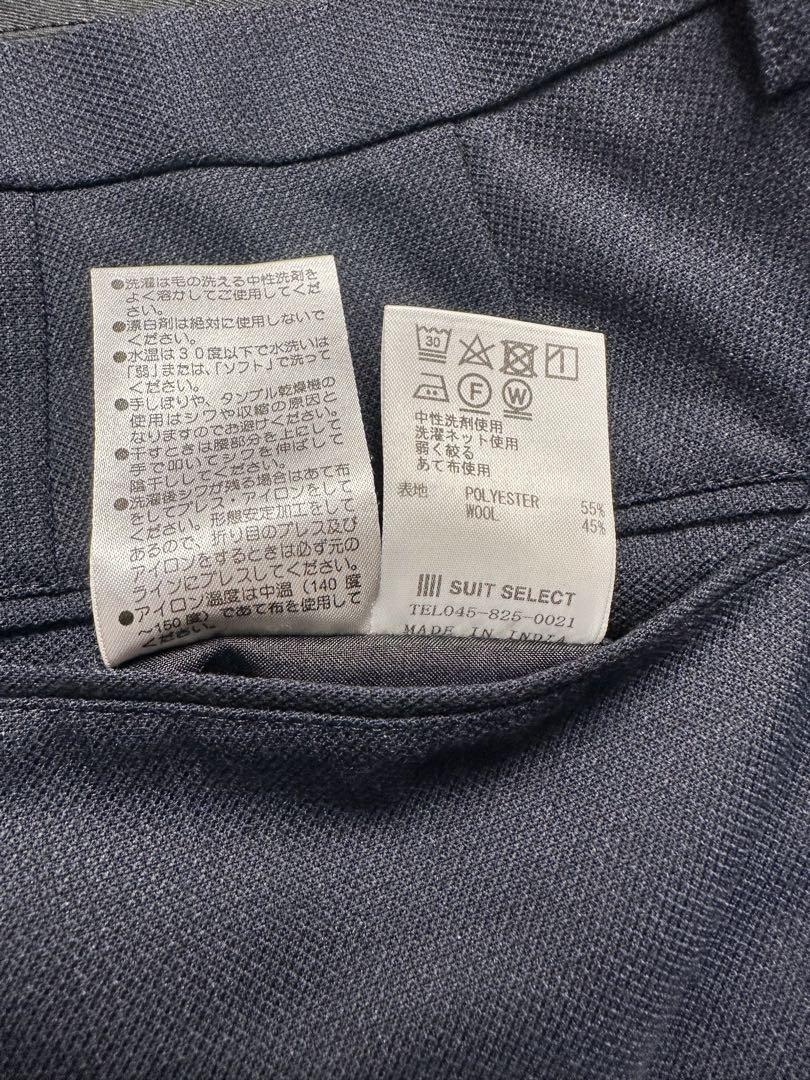 ●洗濯は毛の洗える中性洗剤を
よく溶かしてご使用してくだ
さい。
●漂白剤は絶対に使用しないで
ください。
●水温は30度以下で水洗いは
「弱」または、「ソフト」で洗って
ください。
●手しぼりや、タンブル乾燥機の
使用はシワや収縮の原因と
なりますのでお避けください。
●干すときは腰部分を上にして
手で叩いてシワを伸ばして
陰干ししてください。
●洗濯後シワが残る場合はあて布
をしてプレス・アイロンをして
ください。形態安定加工をして
あるので、折り目のプレス及び
アイロンをするときは必ず元の
ラインにプレスしてください。
●アイロン温度は中温(140度
~150度)であて布を使用して
ください。
30
F W
中性洗剤使用
洗濯ネット使用
弱く絞る
あて布使用
表地 POLYESTER 55%
WOOL 45%
SUIT SELECT
TEL045-825-0021
MADE IN INDIA